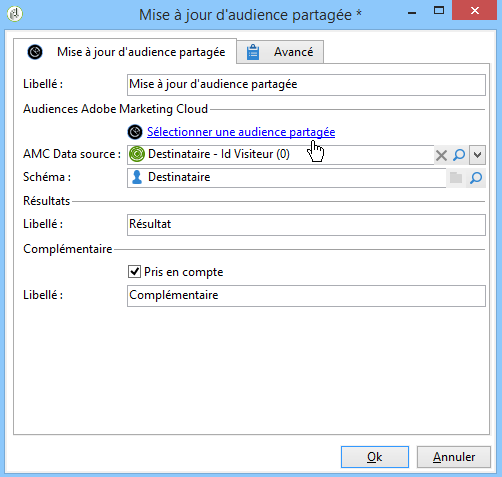 Mise à jour d'audience partagée *
Mise à jour d'audience partagée
Avancé
Libellé :
Mise à jour d'audience partagée
Audiences Adobe Marketing Cloud
Sélectionner une audience partagée
AMC Data source :
Destinataire - Id Visiteur (0)
Schéma :
Destinataire
Résultats
Libellé :
Résultat
Complémentaire
Pris en compte
Libellé :
Complémentaire
Ok
Annuler